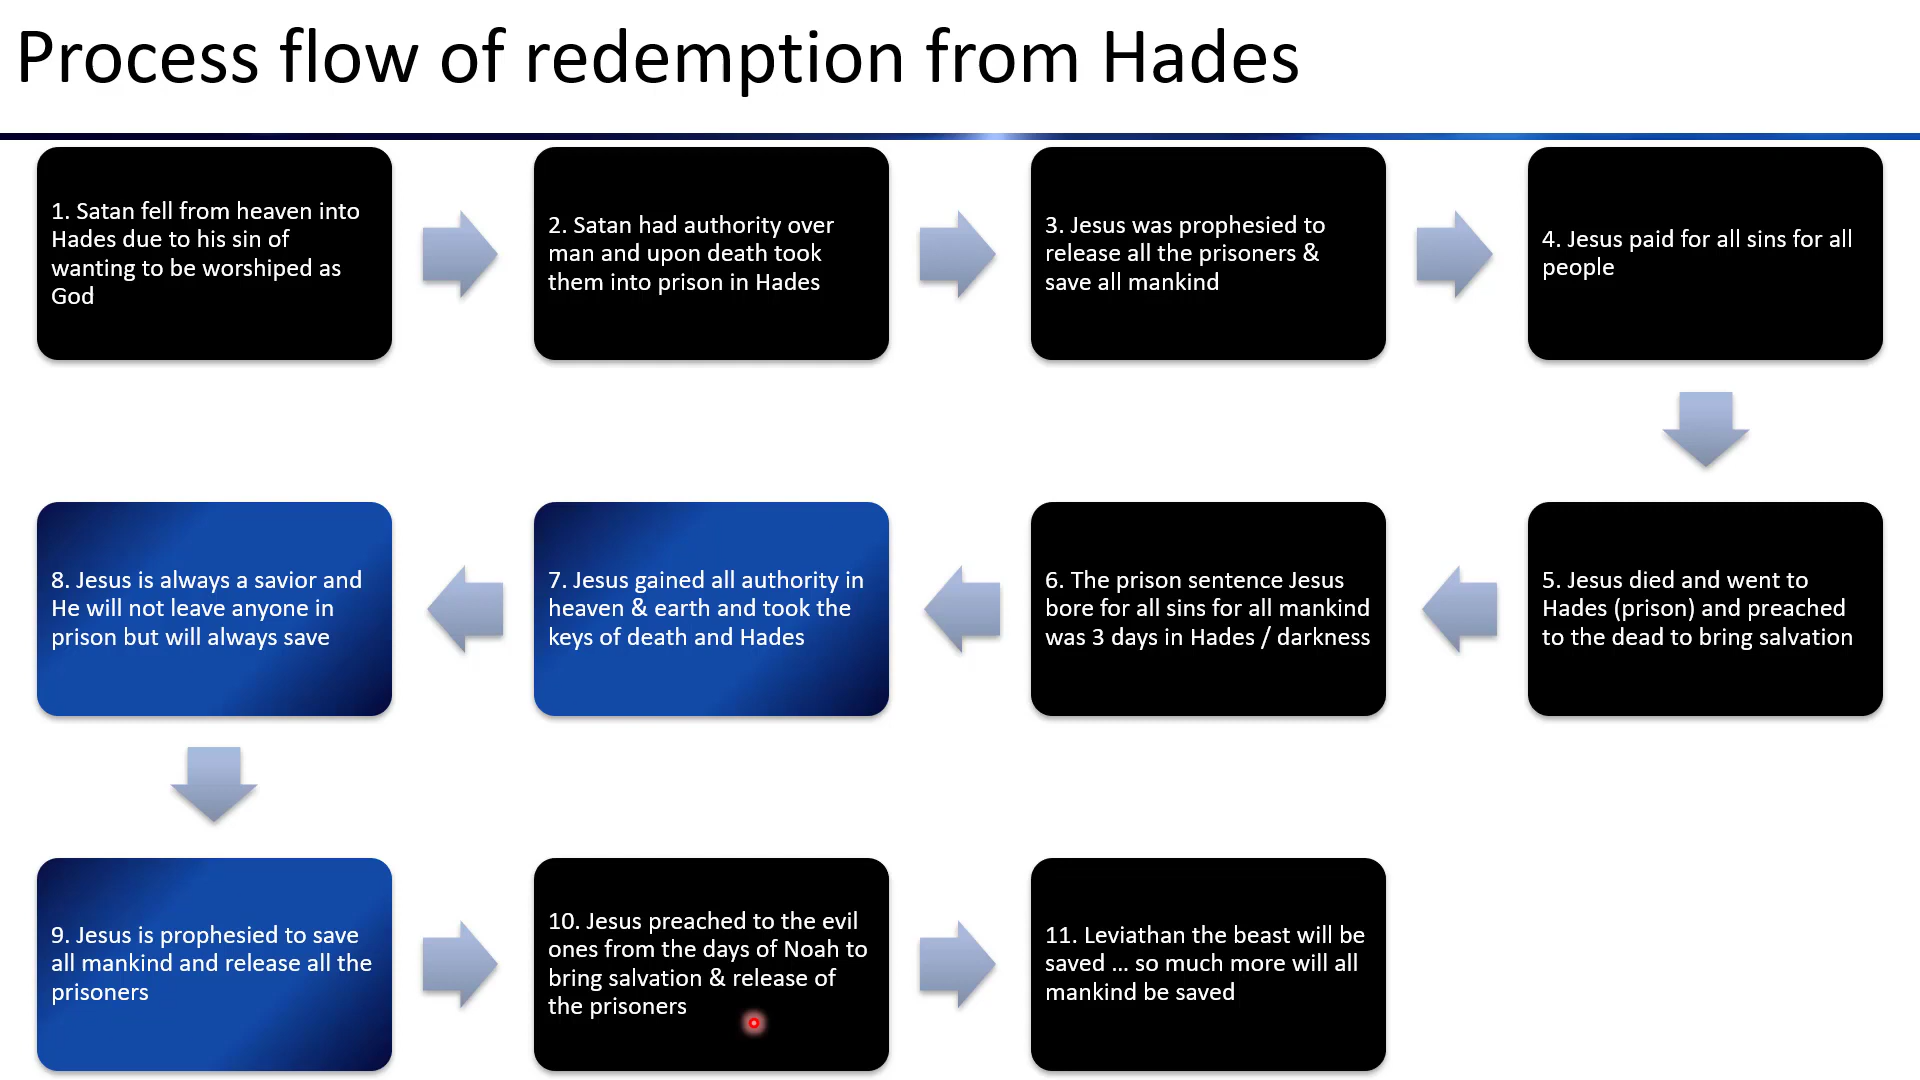 Process flow of redemption from Hades
1. Satan fell from heaven into
Hades due to his sin of
wanting to be worshiped as
God
2. Satan had authority over
man and upon death took
them into prison in Hades
3. Jesus was prophesied to
release all the prisoners &
save all mankind
4. Jesus paid for all sins for all
people
5. Jesus died and went to
Hades (prison) and preached
to the dead to bring salvation
6. The prison sentence Jesus
bore for all sins for all mankind
was 3 days in Hades / darkness
7. Jesus gained all authority in
heaven & earth and took the
keys of death and Hades
8. Jesus is always a savior and
He will not leave anyone in
prison but will always save
9. Jesus is prophesied to save
all mankind and release all the
prisoners
10. Jesus preached to the evil
ones from the days of Noah to
bring salvation & release of
the prisoners
11. Leviathan the beast will be
saved … so much more will all
mankind be saved